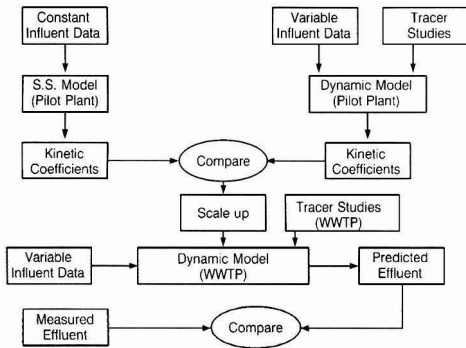 Constant
Influent Data
Variable
Influent Data
Tracer
Studies
S.S. Model
(Pilot Plant)
Dynamic Model
(Pilot Plant)
Kinetic
Coefficients
Compare
Kinetic
Coefficients
Scale up
Tracer Studies
(WWTP)
Variable
Influent Data
Dynamic Model
(WWTP)
Predicted
Effluent
Measured
Effluent
Compare